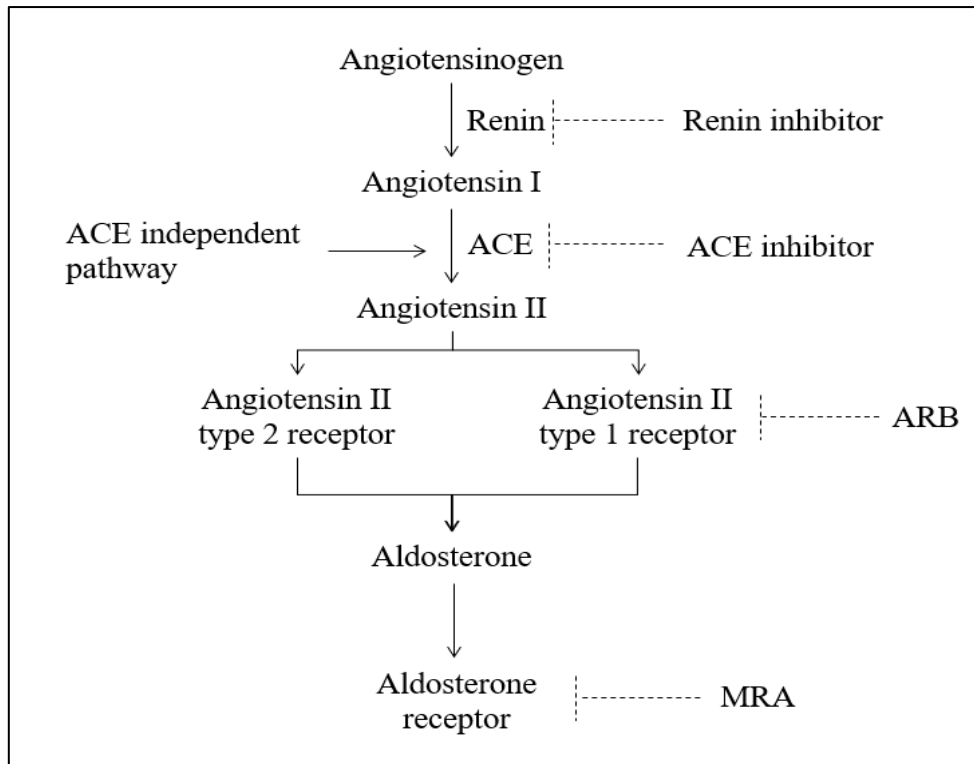 Angiotensinogen
Renin
Renin inhibitor
Angiotensin I
ACE independent
pathway
ACE
ACE inhibitor
Angiotensin II
Angiotensin II
type 2 receptor
Angiotensin II
type 1 receptor
ARB
Aldosterone
Aldosterone
receptor
MRA